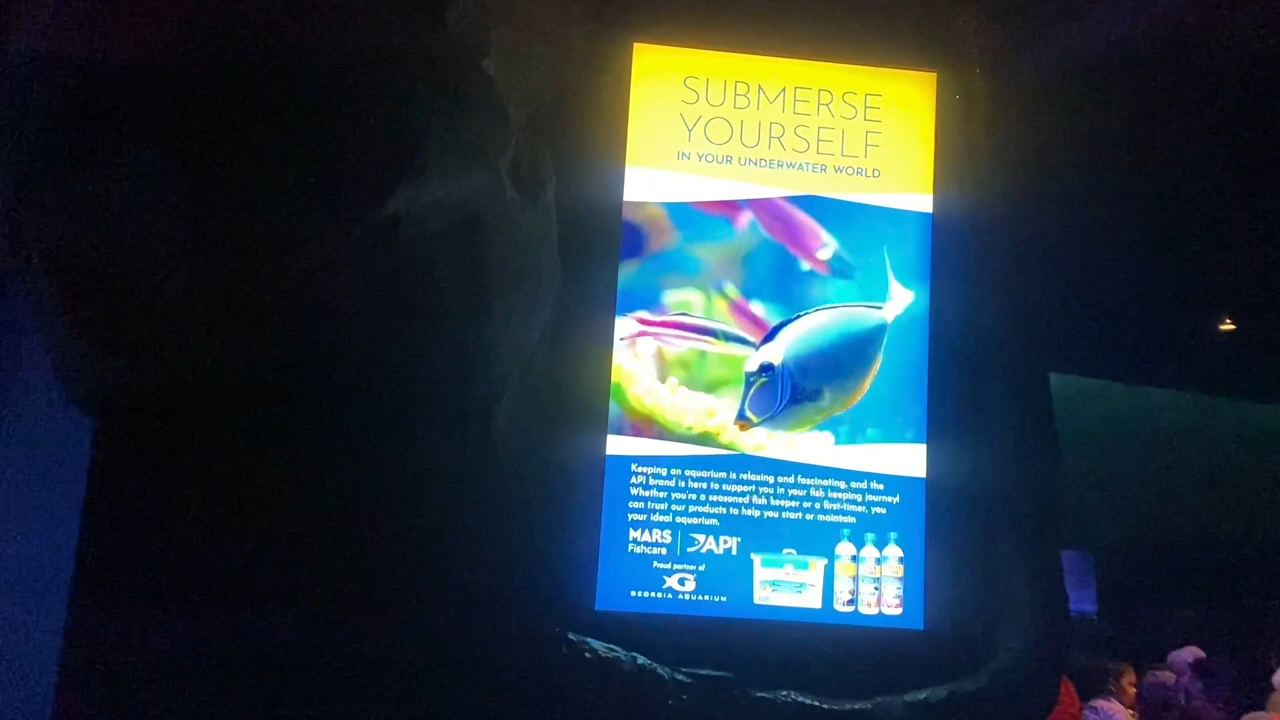 SUBMERSE
YOURSELF
IN YOUR UNDERWATER WORLD
Keeping an aquarium is relaxing and fascinating, and the
API brand is here to support you in your fish keeping journey!
Whether you're a seasoned fish keeper or a first-timer, you
can trust our products to help you start or maintain
your ideal aquarium.
MARS
Fishcare
API
Proud partner of
GEORGIA AQUARIUM